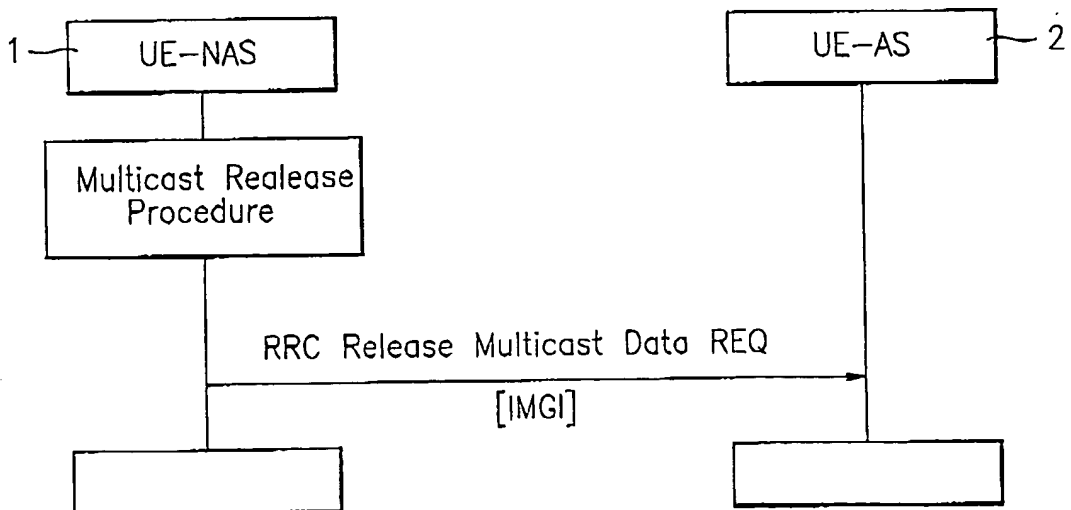 1
UE-NAS
UE-AS
2
Multicast Realease
Procedure
RRC Release Multicast Data REQ
[IMGI]